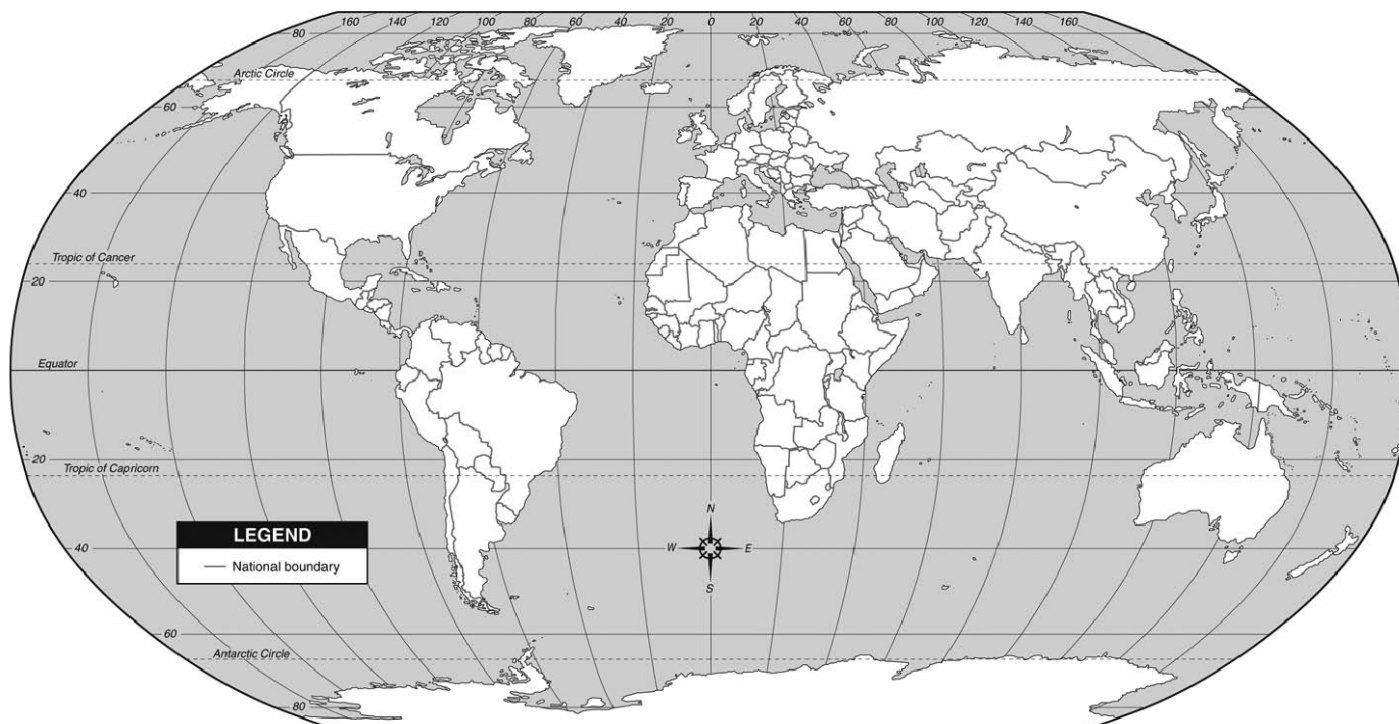 160 140 120 100 80 60 40 20 0 20 40 60 80 100 120 140 160
80
Arctic Circle
60
40
Tropic of Cancer
20
Equator
20
Tropic of Capricorn
N
W E
S
LEGEND
National boundary
40
60
Antarctic Circle
80